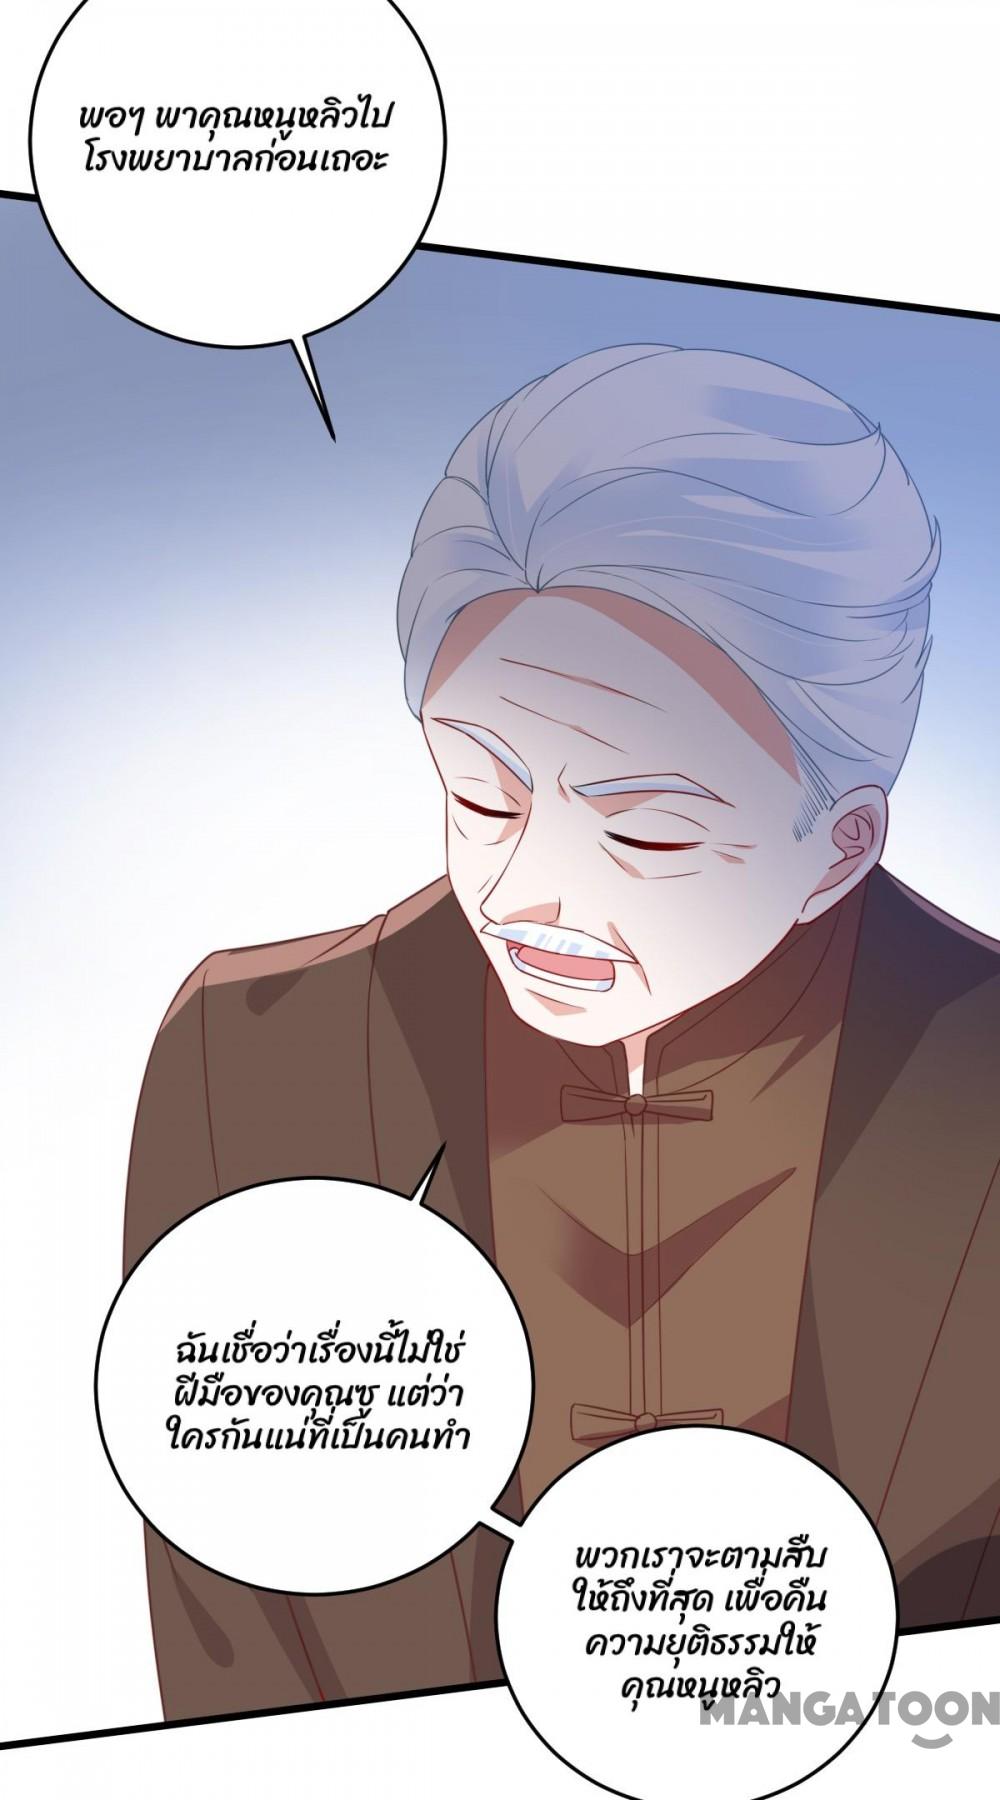 พอๆ พาคุณหนูหลิวไป
โรงพยาบาลก่อนเถอะ
ฉันเชื่อว่าเรื่องนี้ไม่ใช่
ฝีมือของคุณซู แต่ว่า
ใครกันแน่ที่เป็นคนทำ
พวกเราจะตามสืบ
ให้ถึงที่สุด เพื่อคืน
ความยุติธรรมให้
คุณหนูหลิว
MANGATOON